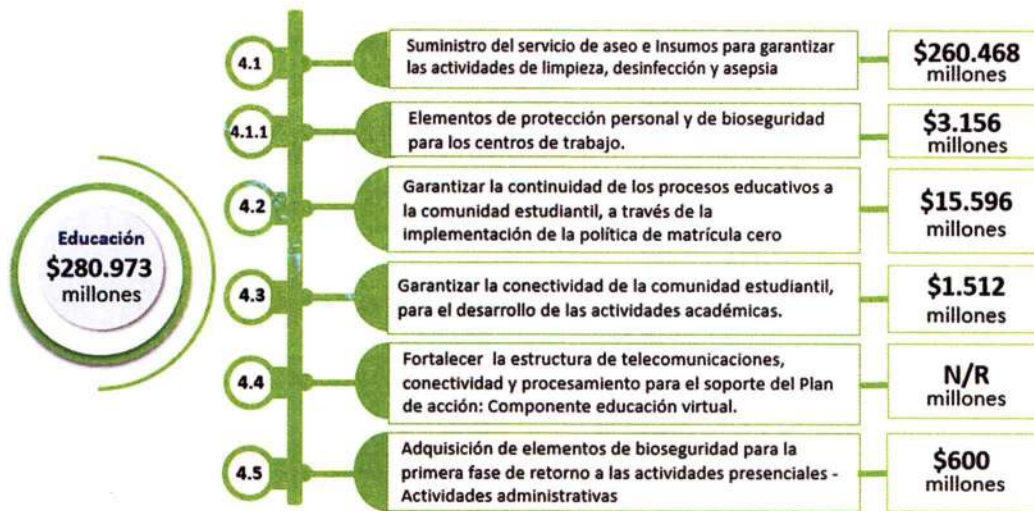 Educación
$280.973
millones
4.1
Suministro del servicio de aseo e Insumos para garantizar
las actividades de limpieza, desinfección y asepsia
$260.468
millones
4.1.1
Elementos de protección personal y de bioseguridad
para los centros de trabajo.
$3.156
millones
4.2
Garantizar la continuidad de los procesos educativos a
la comunidad estudiantil, a través de la
implementación de la política de matrícula cero
$15.596
millones
4.3
Garantizar la conectividad de la comunidad estudiantil,
para el desarrollo de las actividades académicas.
$1.512
millones
4.4
Fortalecer la estructura de telecomunicaciones,
conectividad y procesamiento para el soporte del Plan
de acción: Componente educación virtual.
N/R
millones
4.5
Adquisición de elementos de bioseguridad para la
primera fase de retorno a las actividades presenciales -
Actividades administrativas
$600
millones